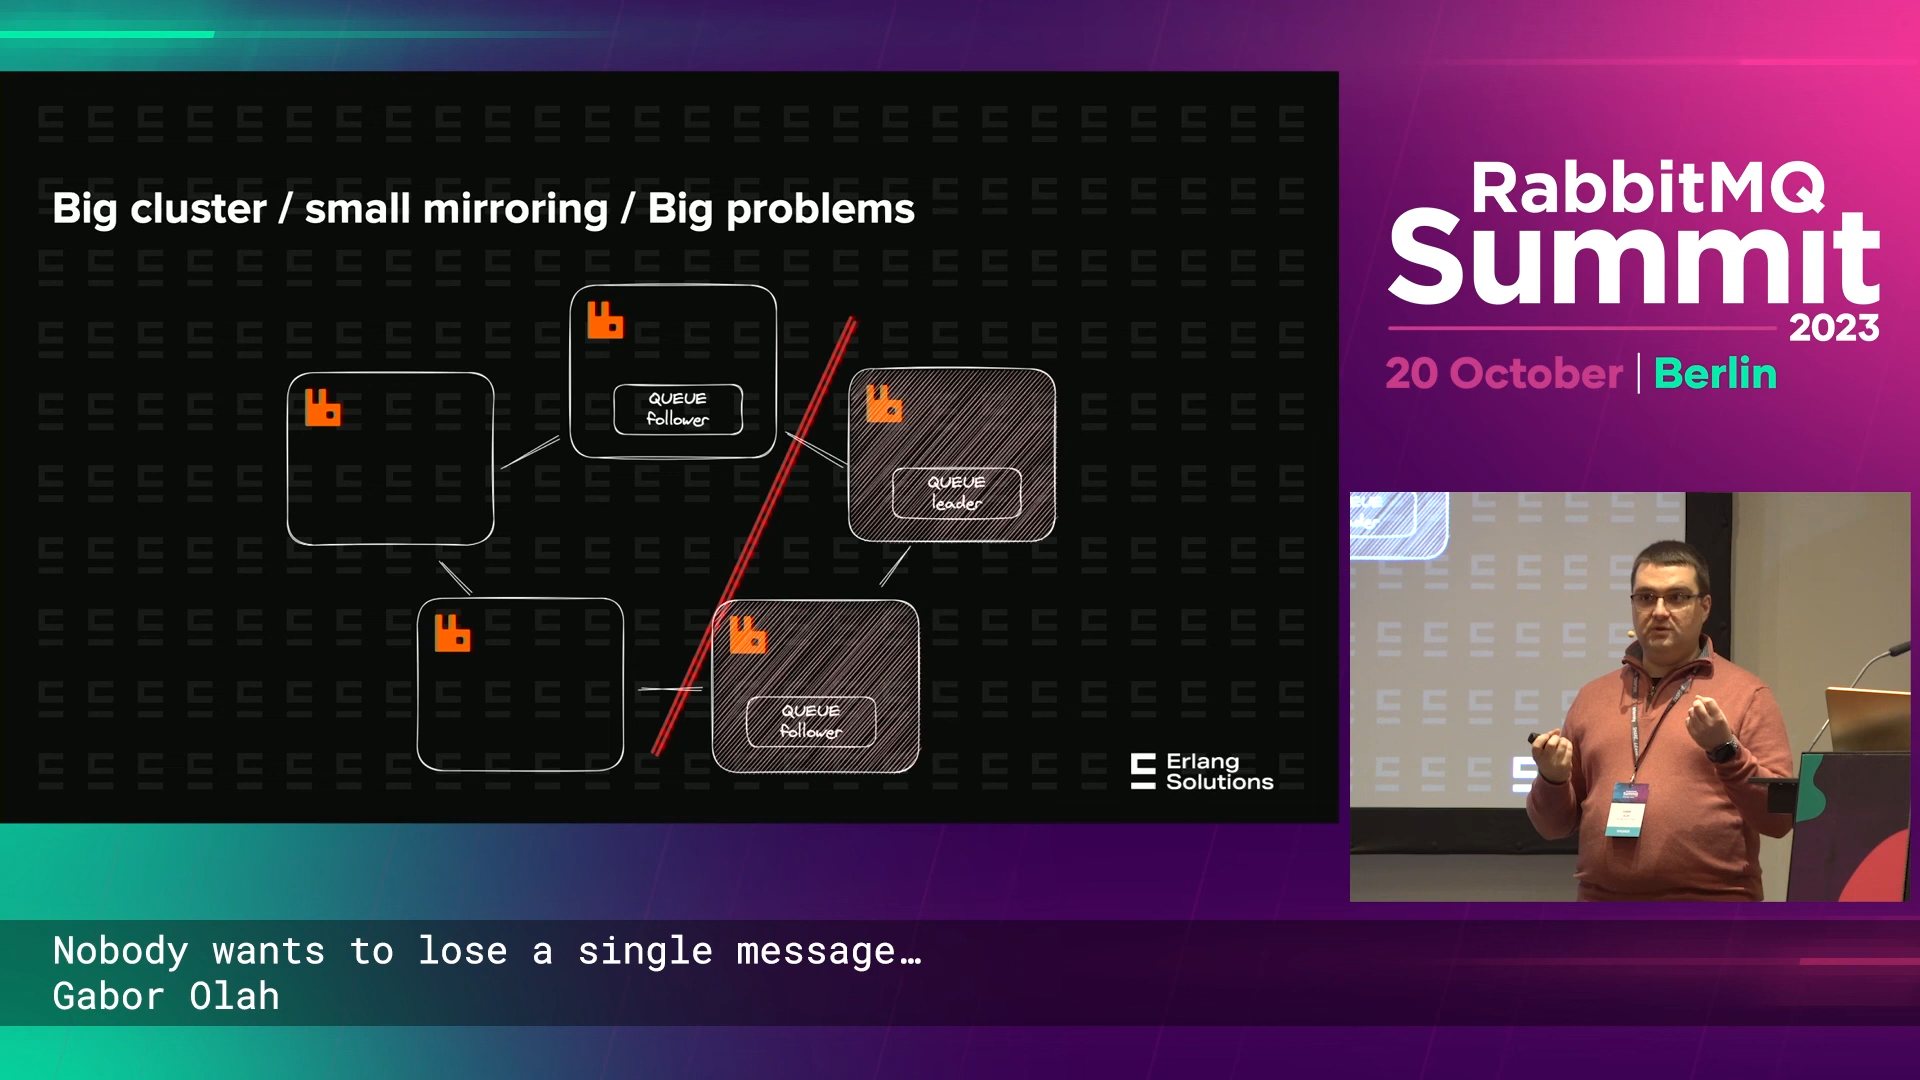 Big cluster / small mirroring / Big problems
QUEUE
follower
QUEUE
leader
QUEUE
follower
Erlang
Solutions
RabbitMQ
Summit
2023
20 October | Berlin
Nobody wants to lose a single message…
Gabor Olah